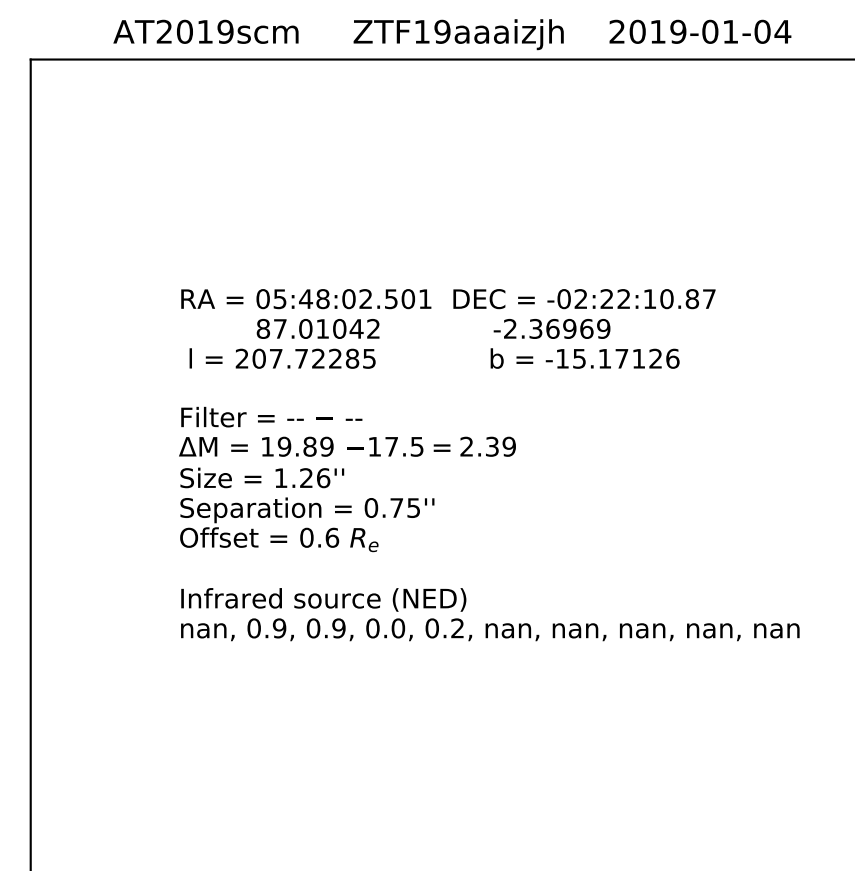 AT2019scm ZTF19aaaizjh 2019-01-04
RA = 05:48:02.501 DEC = -02:22:10.87
87.01042 -2.36969
l = 207.72285 b = -15.17126
Filter = -- − --
ΔM = 19.89 −17.5 = 2.39
Size = 1.26''
Separation = 0.75''
Offset = 0.6 Rₑ
Infrared source (NED)
nan, 0.9, 0.9, 0.0, 0.2, nan, nan, nan, nan, nan